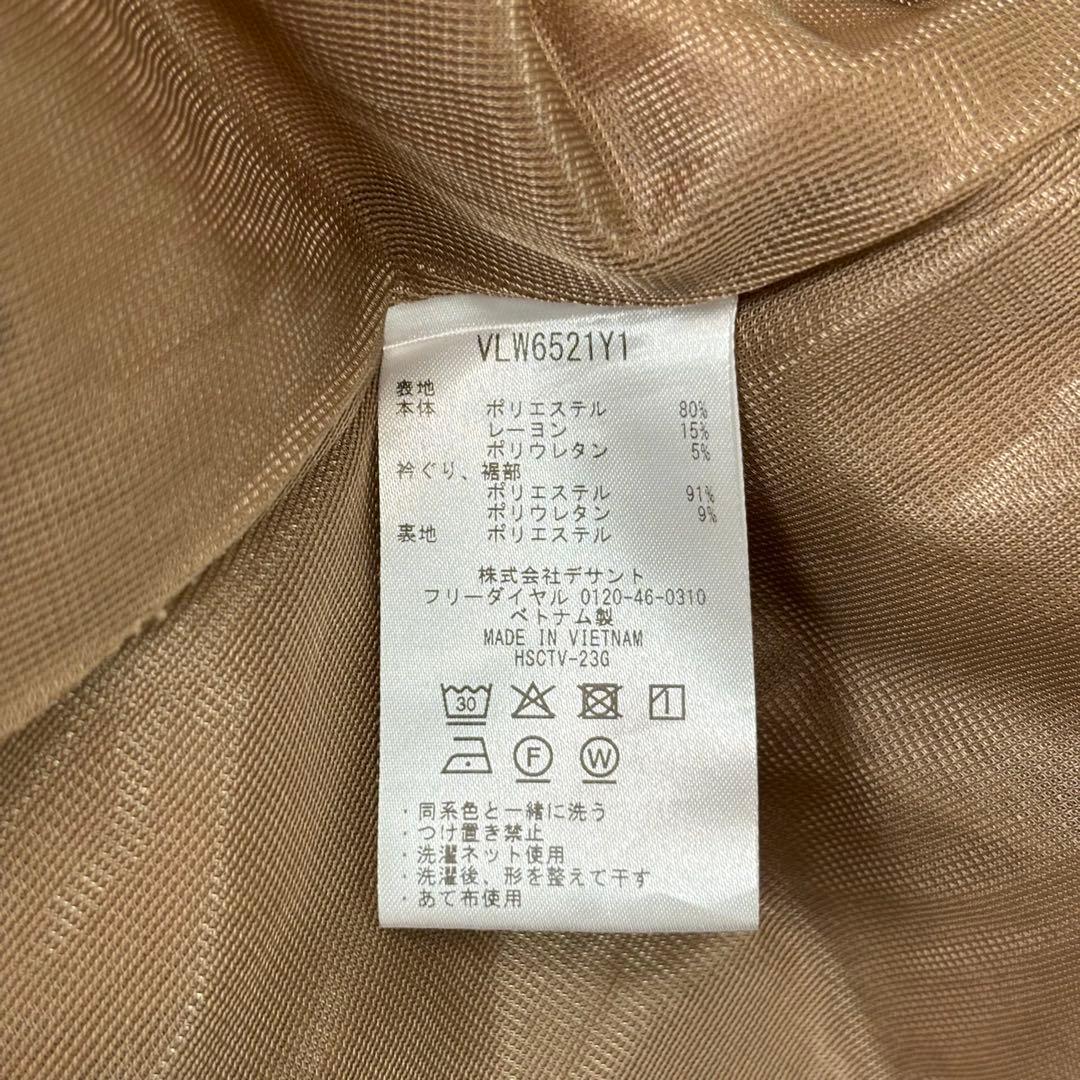 VLW6521Y1
表地
本体 ポリエステル 80%
レーヨン 15%
ポリウレタン 5%
衿ぐり、裾部
ポリエステル 91%
ポリウレタン 9%
裏地 ポリエステル
株式会社デサント
フリーダイヤル 0120-46-0310
ベトナム製
MADE IN VIETNAM
HSCTV-23G
30
F W
・同系色と一緒に洗う
・つけ置き禁止
・洗濯ネット使用
・洗濯後、形を整えて干す
・あて布使用